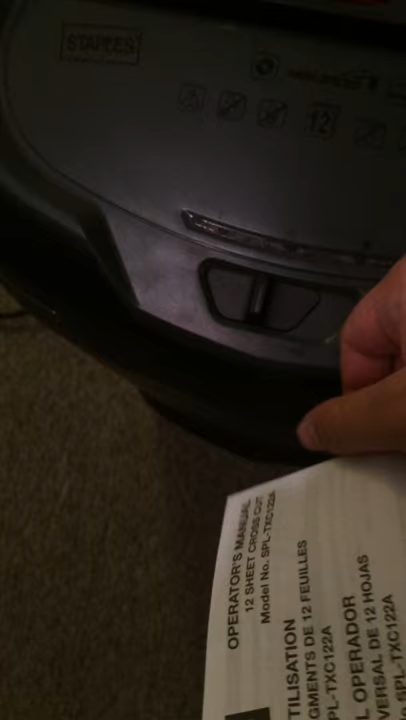 STAPLES
12
OPERATOR'S MANUAL
12 SHEET CROSS CUT
Model No. SPL-TXC122A
TILISATION
GMENTS DE 12 FEUILLES
PL-TXC122A
L OPERADOR
VERSAL DE 12 HOJAS
SPL-TXC122A